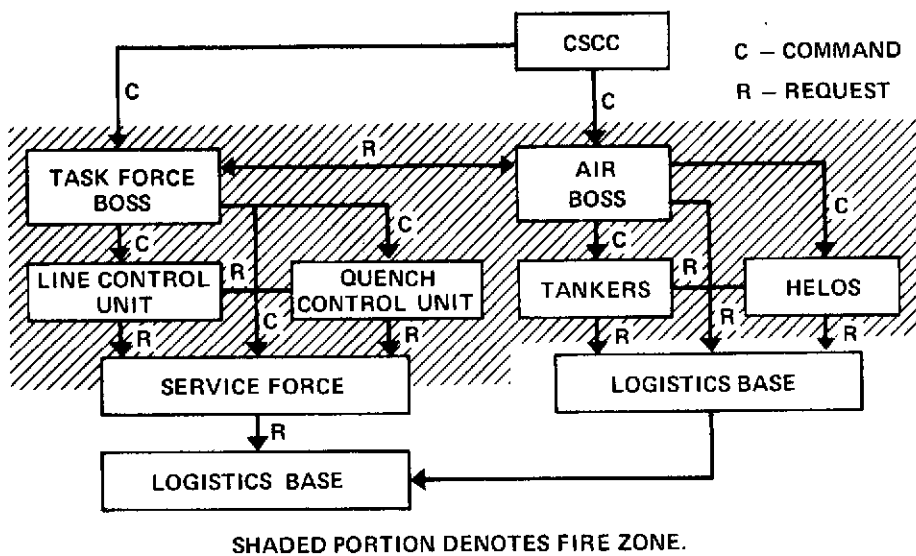 CSCC
C – COMMAND
R – REQUEST
C
C
R
TASK FORCE
BOSS
AIR
BOSS
C
C
C
C
LINE CONTROL
UNIT
R
QUENCH
CONTROL UNIT
TANKERS
R
HELOS
R
C
R
R
R
R
SERVICE FORCE
LOGISTICS BASE
R
LOGISTICS BASE
SHADED PORTION DENOTES FIRE ZONE.